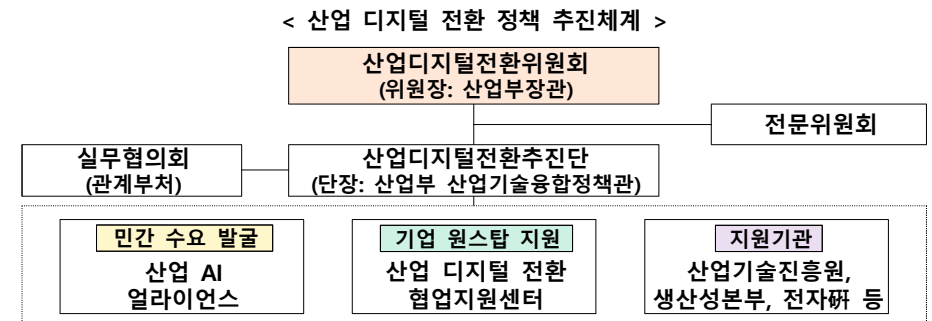 < 산업 디지털 전환 정책 추진체계 >
산업디지털전환위원회
(위원장: 산업부장관)
전문위원회
실무협의회
(관계부처)
산업디지털전환추진단
(단장: 산업부 산업기술융합정책관)
민간 수요 발굴
산업 AI
얼라이언스
기업 원스탑 지원
산업 디지털 전환
협업지원센터
지원기관
산업기술진흥원,
생산성본부, 전자硏 등